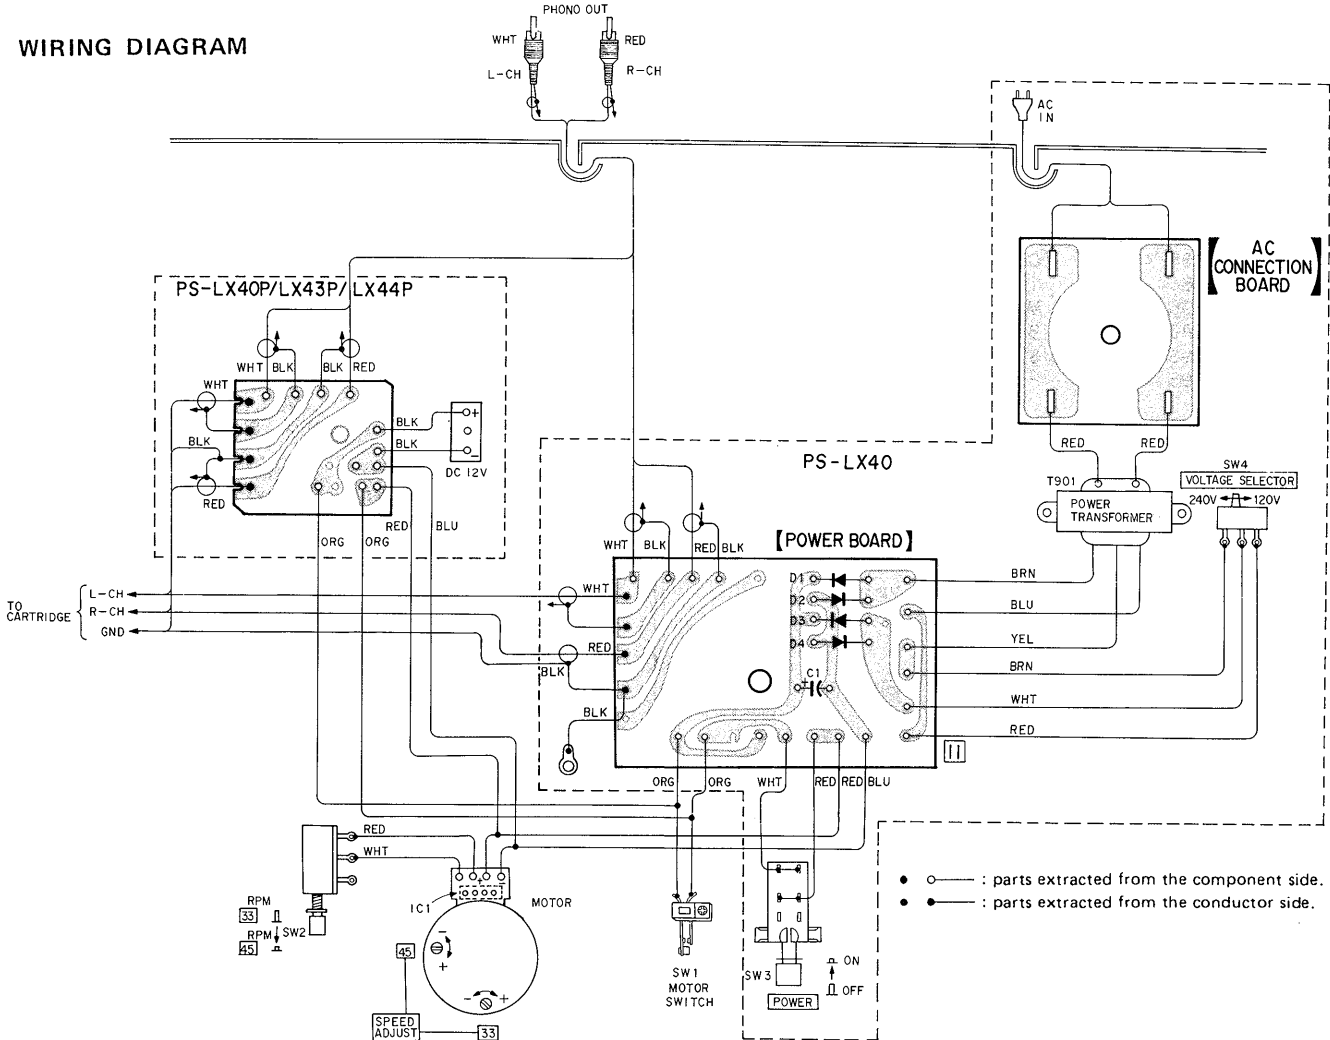 WIRING DIAGRAM
PHONO OUT
WHT
RED
L-CH
R-CH
AC
IN
【 AC
CONNECTION
BOARD 】
PS-LX40P/LX43P/LX44P
WHT
BLK
BLK
RED
WHT
BLK
RED
BLK
BLK
+
-
DC 12V
ORG
ORG
RED
BLU
PS-LX40
RED
RED
T901
POWER
TRANSFORMER
SW4
VOLTAGE SELECTOR
240V
120V
【POWER BOARD】
WHT
BLK
RED
BLK
TO
CARTRIDGE
L-CH
R-CH
GND
WHT
RED
BLK
BLK
D1
D2
D3
D4
C1
+
BRN
BLU
YEL
BRN
WHT
RED
11
ORG
ORG
WHT
RED
RED
BLU
RED
WHT
RPM
33
RPM
45
SW2
IC1
+
-
MOTOR
45
-
+
-
+
SPEED
ADJUST
33
SW1
MOTOR
SWITCH
SW3
POWER
ON
OFF
: parts extracted from the component side.
: parts extracted from the conductor side.